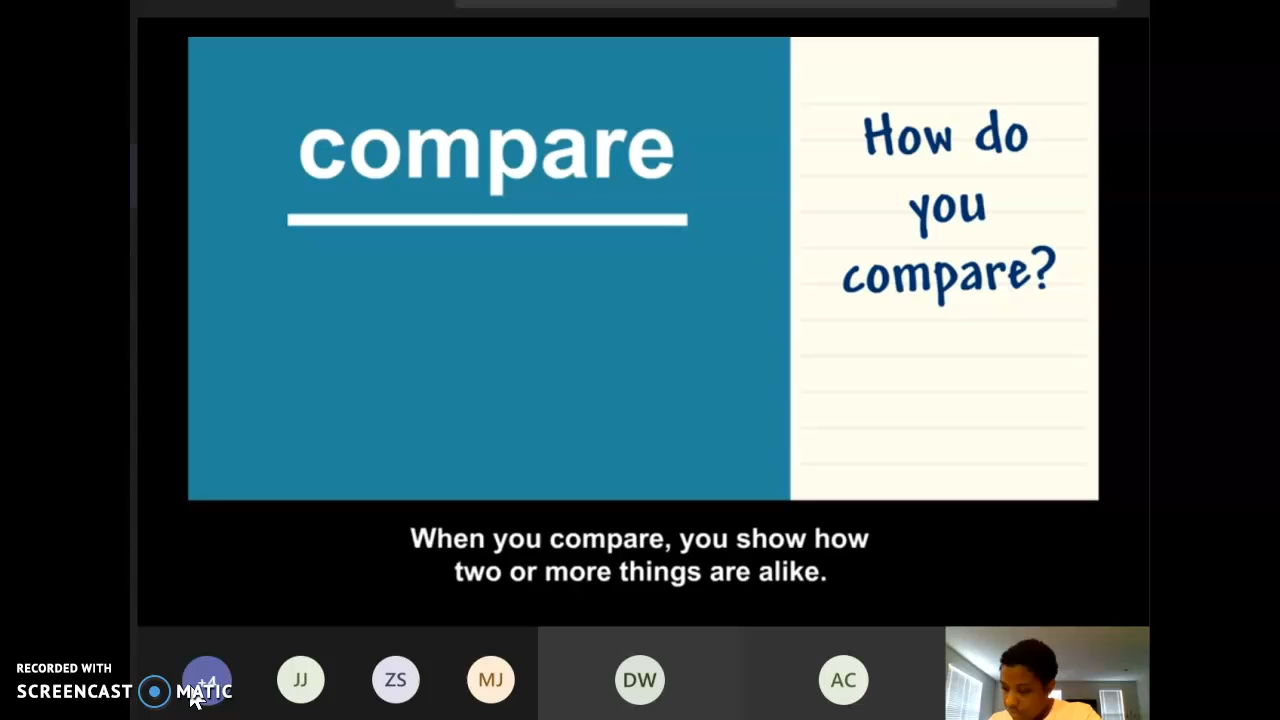 compare
How do
you
compare?
When you compare, you show how
two or more things are alike.
RECORDED WITH
SCREENCAST MATIC
+4
JJ
ZS
MJ
DW
AC